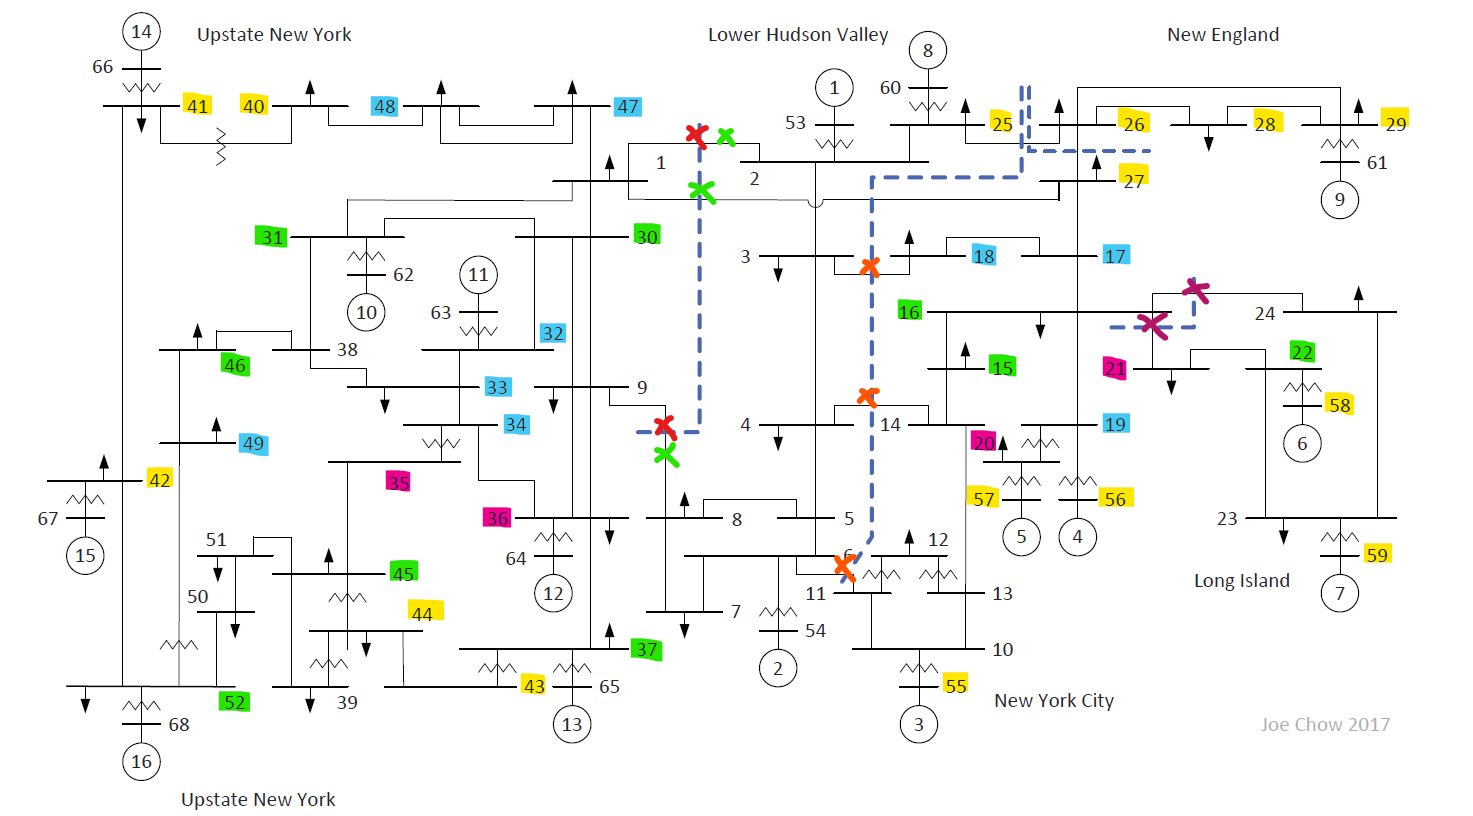 14 Upstate New York Lower Hudson Valley New England
8
66
60 1
41 40 48 47
53 25 26 28 29
1 2 61
27
9
31 30
3 18 17
62 11
10 63
16 24
32
46 38 15 21 22
33 9
58
34 4 14 19
20 6
49
35
42
57 56
67 36 8 5 23
15 51 64 6 12 5 4 59
45 12 11 13 Long Island 7
50 44 7
54
37 10
2
52 39 43 65 55
New York City
68 13 3
Joe Chow 2017
16
Upstate New York